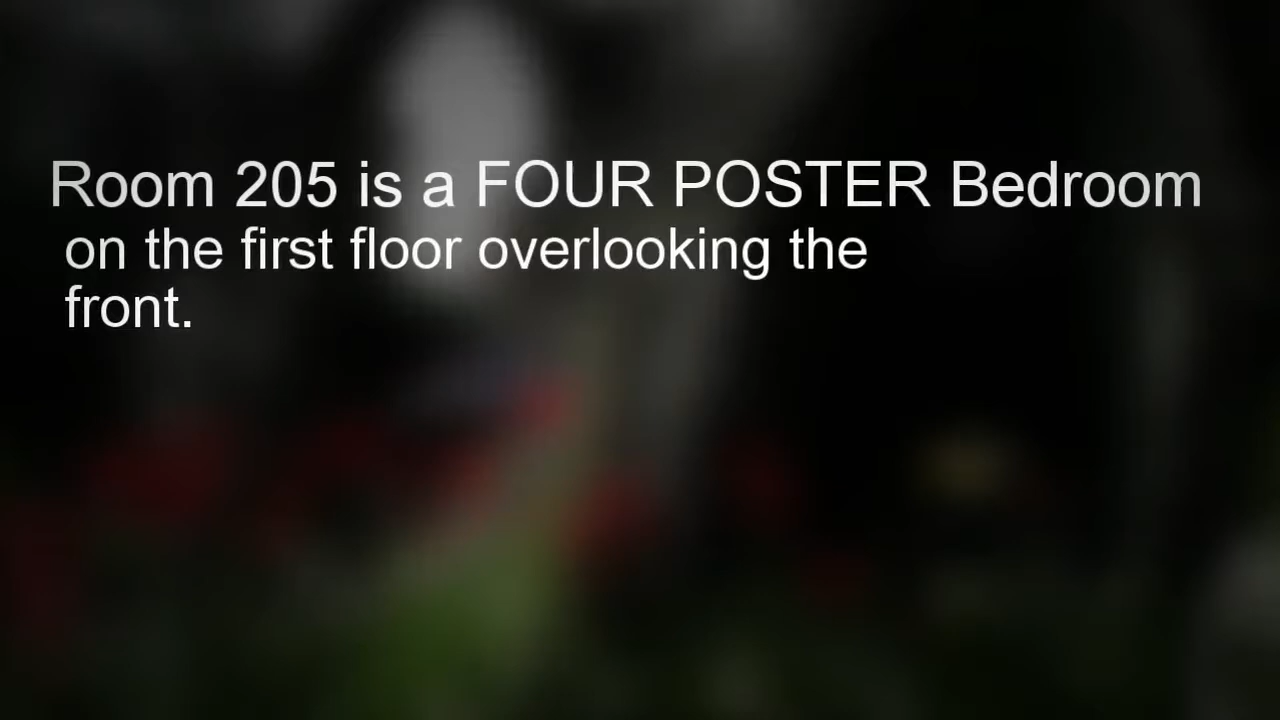 Room 205 is a FOUR POSTER Bedroom
on the first floor overlooking the
front.